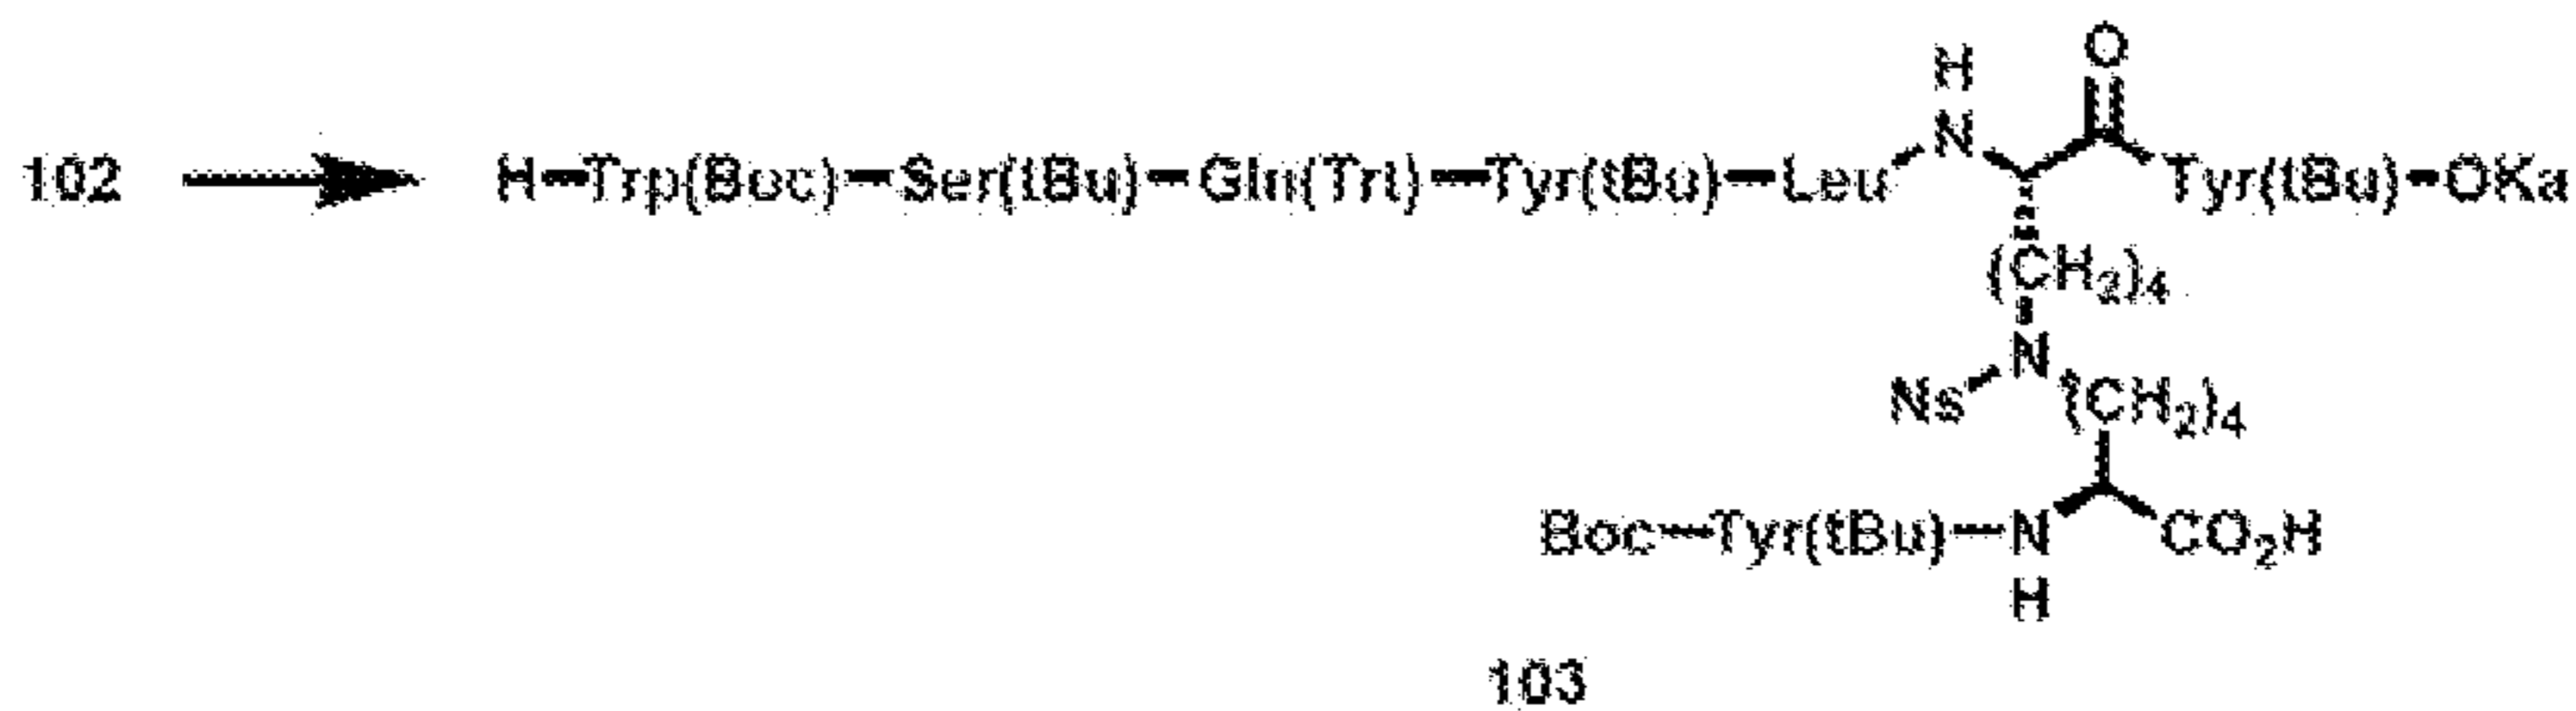 O
H
N
102 H-Trp(Boc)-Ser(tBu)-Gln(Trt)-Tyr(tBu)-Leu Tyr(tBu)-OKa
(CH₂)₄
N
Ns (CH₂)₄
Boc-Tyr(tBu)-N CO₂H
H
103